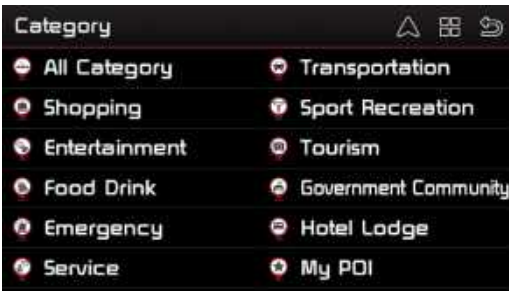 Category
All Category
Transportation
Shopping
Sport Recreation
Entertainment
Tourism
Food Drink
Government Community
Emergency
Hotel Lodge
Service
My POI